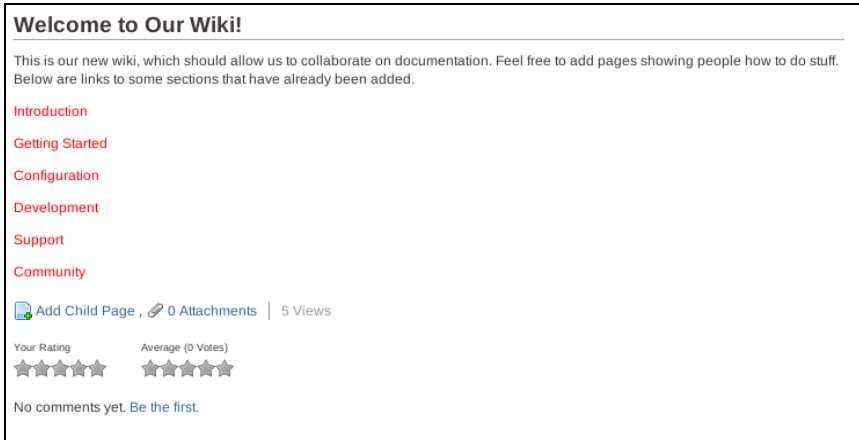 Welcome to Our Wiki!
This is our new wiki, which should allow us to collaborate on documentation. Feel free to add pages showing people how to do stuff.
Below are links to some sections that have already been added.
Introduction
Getting Started
Configuration
Development
Support
Community
Add Child Page , 0 Attachments | 5 Views
Your Rating Average (0 Votes)
No comments yet. Be the first.